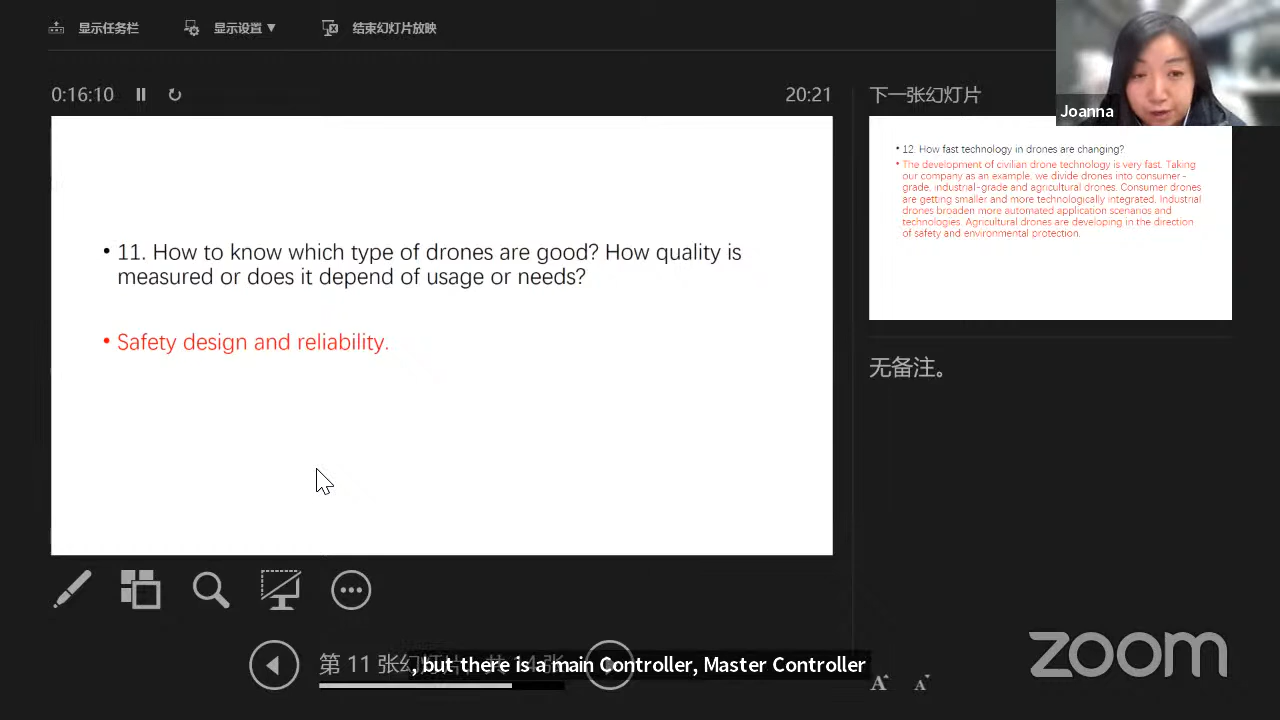 显示任务栏
显示设置 ▼
结束幻灯片放映
0:16:10
20:21
下一张幻灯片
Joanna
• 11. How to know which type of drones are good? How quality is
measured or does it depend of usage or needs?
• Safety design and reliability.
• 12. How fast technology in drones are changing?
• The development of civilian drone technology is very fast. Taking
our company as an example, we divide drones into consumer-
grade, industrial-grade and agricultural drones. Consumer drones
are getting smaller and more technologically integrated. Industrial
drones broaden more automated application scenarios and
technologies. Agricultural drones are developing in the direction
of safety and environmental protection.
无备注。
第 11 张幻灯片
, but there is a main Controller, Master Controller
A A
zoom